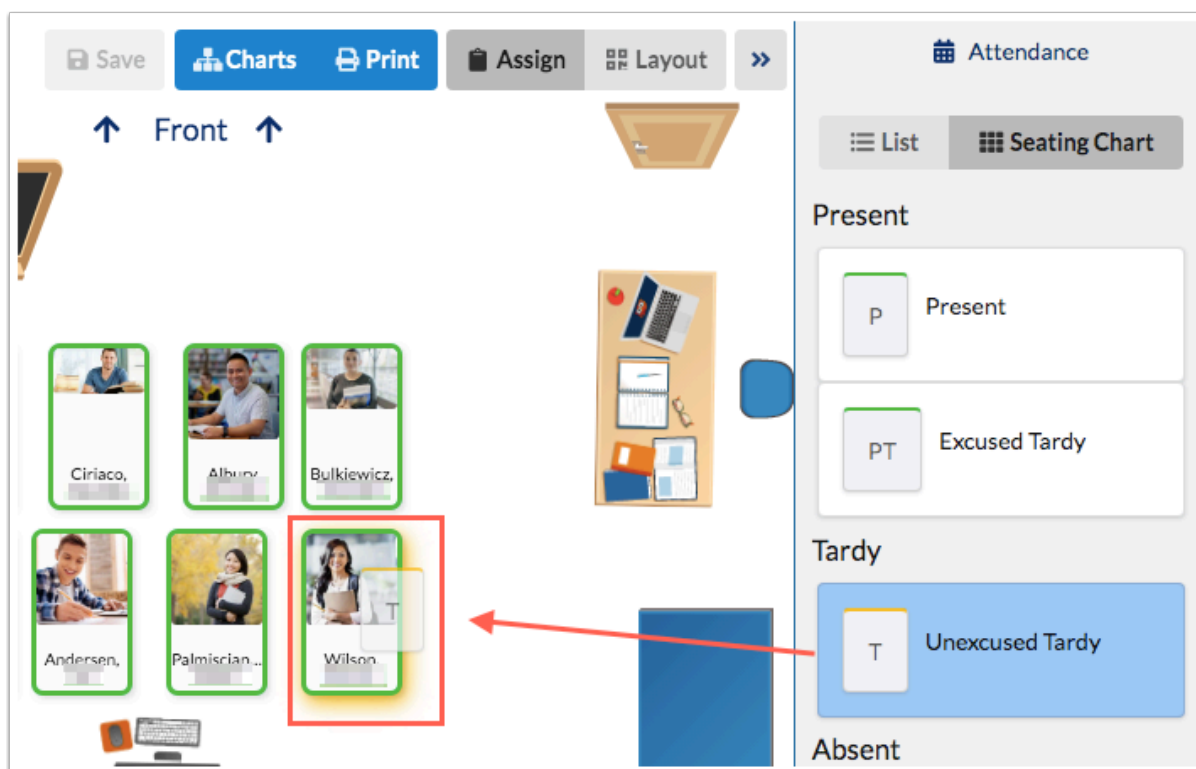 Save Charts Print Assign Layout »
Attendance
↑ Front ↑
List Seating Chart
Present
P Present
PT Excused Tardy
Ciriaco, Albury, Bulkiewicz,
Tardy
T Unexcused Tardy
T
Andersen, Palmiscian... Wilson,
Absent